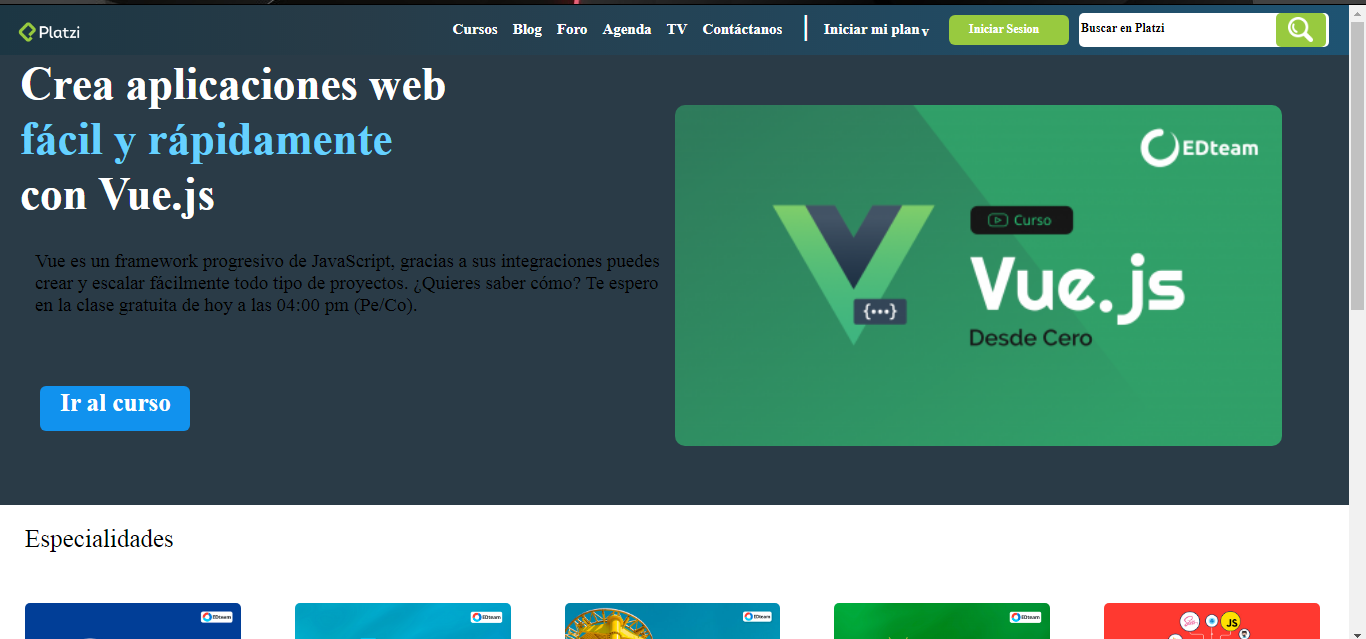 Platzi
Cursos Blog Foro Agenda TV Contáctanos Iniciar mi plan v Iniciar Sesion Buscar en Platzi
Crea aplicaciones web
fácil y rápidamente
con Vue.js
Vue es un framework progresivo de JavaScript, gracias a sus integraciones puedes
crear y escalar fácilmente todo tipo de proyectos. ¿Quieres saber cómo? Te espero
en la clase gratuita de hoy a las 04:00 pm (Pe/Co).
Ir al curso
EDteam
Curso
Vue.js
{···}
Desde Cero
Especialidades
EDteam
EDteam
EDteam
EDteam
Sass
JS